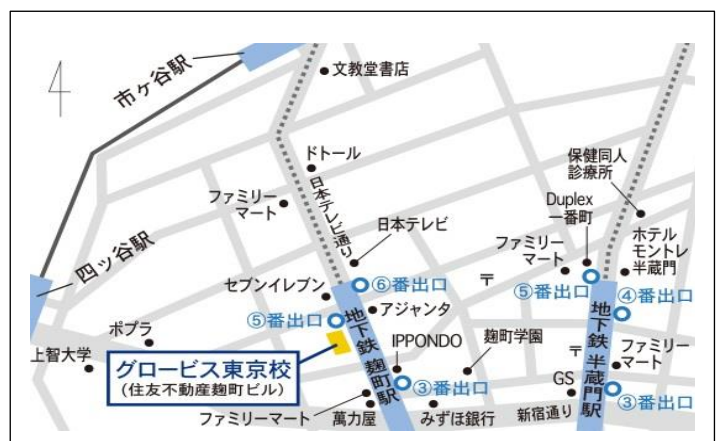 市ヶ谷駅
文教堂書店
ドトール
保健同人
診療所
日本テレビ通り
ファミリー
マート
日本テレビ
Duplex
一番町
ファミリー
マート
ホテル
モントレ
半蔵門
四ッ谷駅
セブンイレブン
⑥番出口
〒
⑤番出口
④番出口
⑤番出口
アジャンタ
ポプラ
上智大学
グロービス東京校
(住友不動産麹町ビル)
地下鉄 麹町駅
IPPONDO
麹町学園
〒
地下鉄 半蔵門駅
ファミリー
マート
③番出口
GS
③番出口
ファミリーマート
萬力屋
みずほ銀行
新宿通り